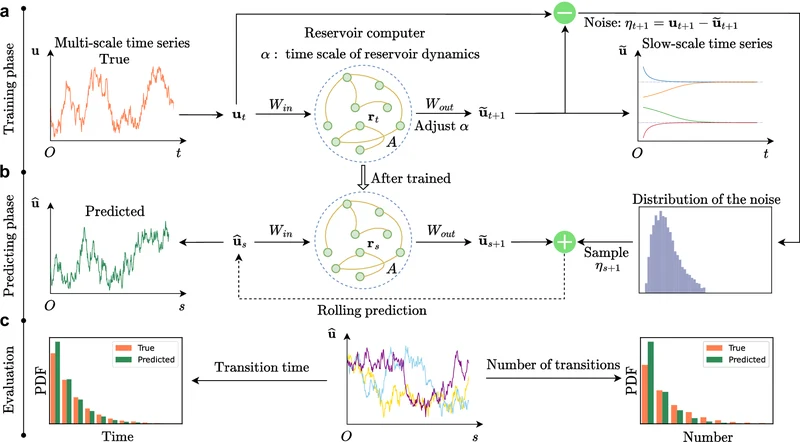 a
Training phase
u
Multi-scale time series
True
O
t
u_t
W_in
Reservoir computer
α : time scale of reservoir dynamics
r_t
A
W_out
Adjust α
ũ_{t+1}
−
Noise: η_{t+1} = u_{t+1} − ũ_{t+1}
ũ
Slow-scale time series
O
t
After trained
b
Predicting phase
û
Predicted
O
s
û_s
W_in
r_s
A
W_out
ũ_{s+1}
+
Sample
η_{s+1}
Distribution of the noise
Rolling prediction
c
Evaluation
PDF
True
Predicted
Time
Transition time
û
O
s
Number of transitions
PDF
True
Predicted
Number